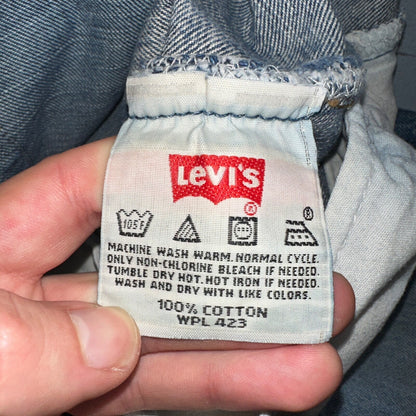 LEVI'S
®
105F
MACHINE WASH WARM. NORMAL CYCLE.
ONLY NON-CHLORINE BLEACH IF NEEDED.
TUMBLE DRY HOT. HOT IRON IF NEEDED.
WASH AND DRY WITH LIKE COLORS.
100% COTTON
WPL 423